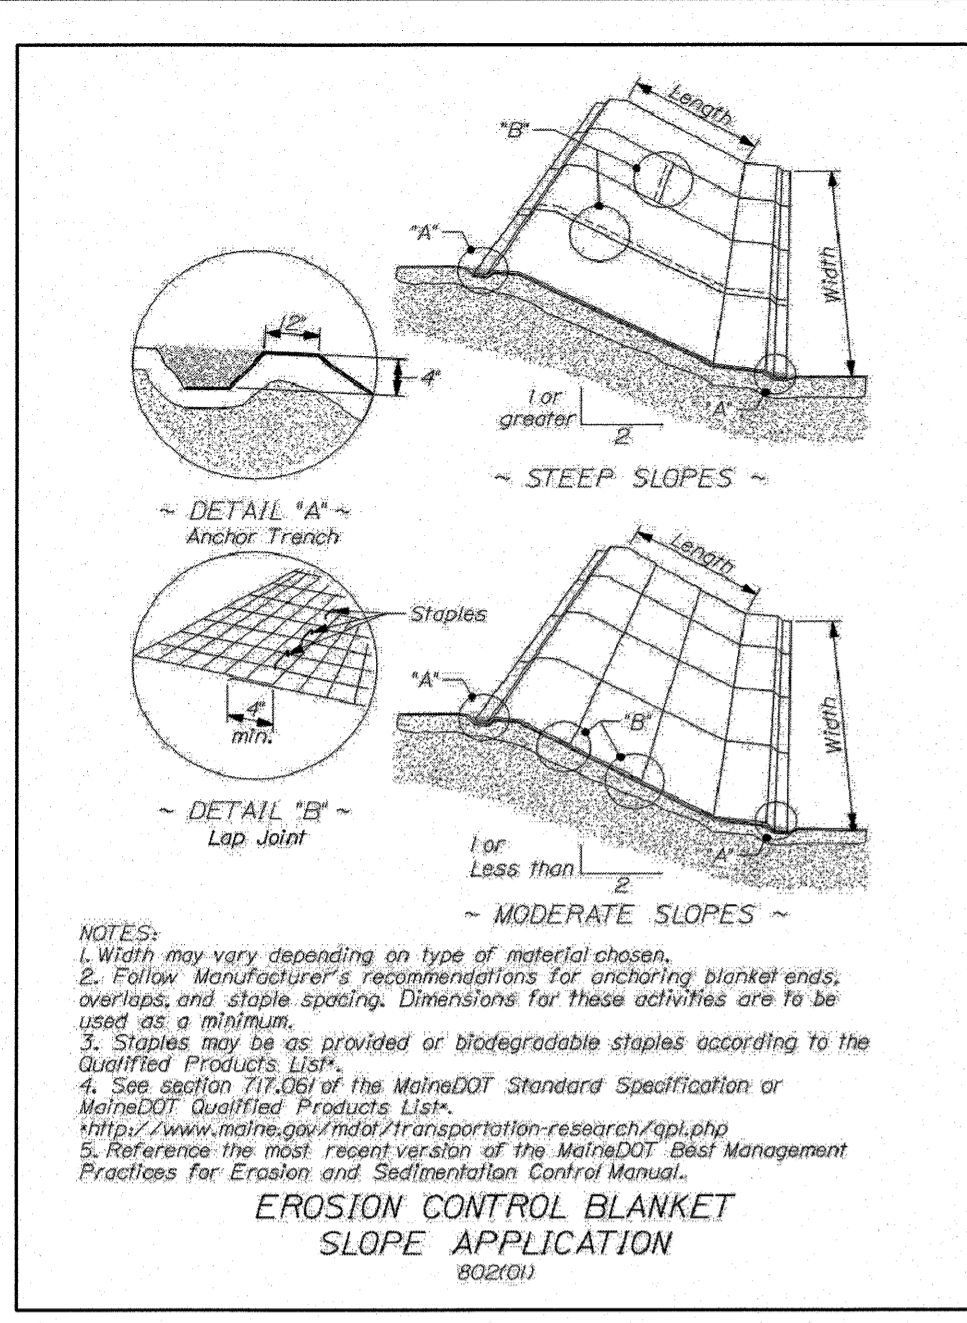 Length
"B"
"A"
Width
12"
4"
1 or
greater
2
"A"
~ STEEP SLOPES ~
~ DETAIL "A" ~
Anchor Trench
Length
Staples
"A"
"B"
4"
min.
Width
~ DETAIL "B" ~
Lap Joint
1 or
Less than
2
"A"
~ MODERATE SLOPES ~
NOTES:
1. Width may vary depending on type of material chosen.
2. Follow Manufacturer's recommendations for anchoring blanket ends,
overlaps, and staple spacing. Dimensions for these activities are to be
used as a minimum.
3. Staples may be as provided or biodegradable staples according to the
Qualified Products List*.
4. See section 717.061 of the MaineDOT Standard Specification or
MaineDOT Qualified Products List*.
*http://www.maine.gov/mdot/transportation-research/qpl.php
5. Reference the most recent version of the MaineDOT Best Management
Practices for Erosion and Sedimentation Control Manual.
EROSION CONTROL BLANKET
SLOPE APPLICATION
802(01)